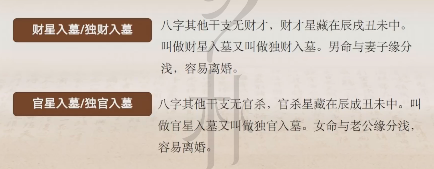 财星入墓/独财入墓
八字其他干支无财才，财才星藏在辰戌丑未中。
叫做财星入墓又叫做独财入墓。男命与妻子缘分
浅，容易离婚。
官星入墓/独官入墓
八字其他干支无官杀，官杀星藏在辰戌丑未中。叫
做官星入墓又叫做独官入墓。女命与老公缘分浅，
容易离婚。